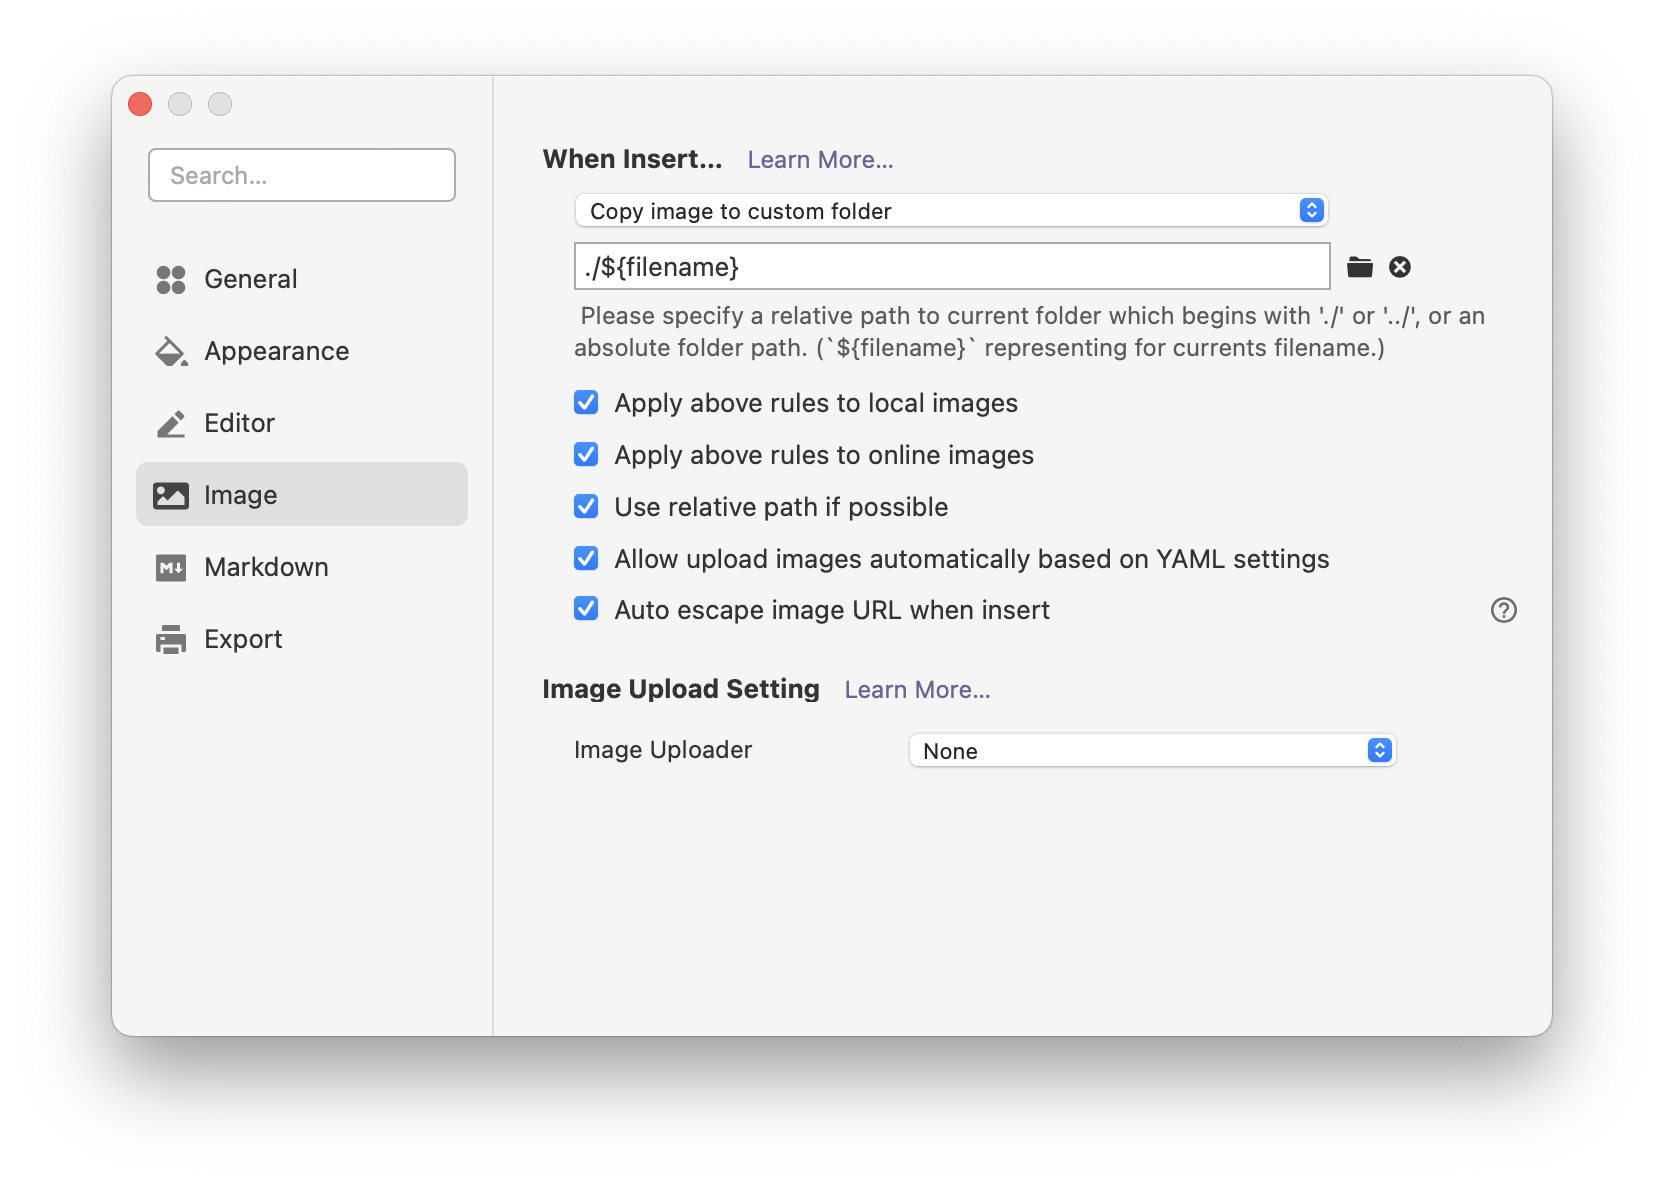 Search...
General
Appearance
Editor
Image
Markdown
Export
When Insert... Learn More...
Copy image to custom folder
./${filename}
Please specify a relative path to current folder which begins with './' or '../', or an
absolute folder path. (`${filename}` representing for currents filename.)
Apply above rules to local images
Apply above rules to online images
Use relative path if possible
Allow upload images automatically based on YAML settings
Auto escape image URL when insert
Image Upload Setting Learn More...
Image Uploader None